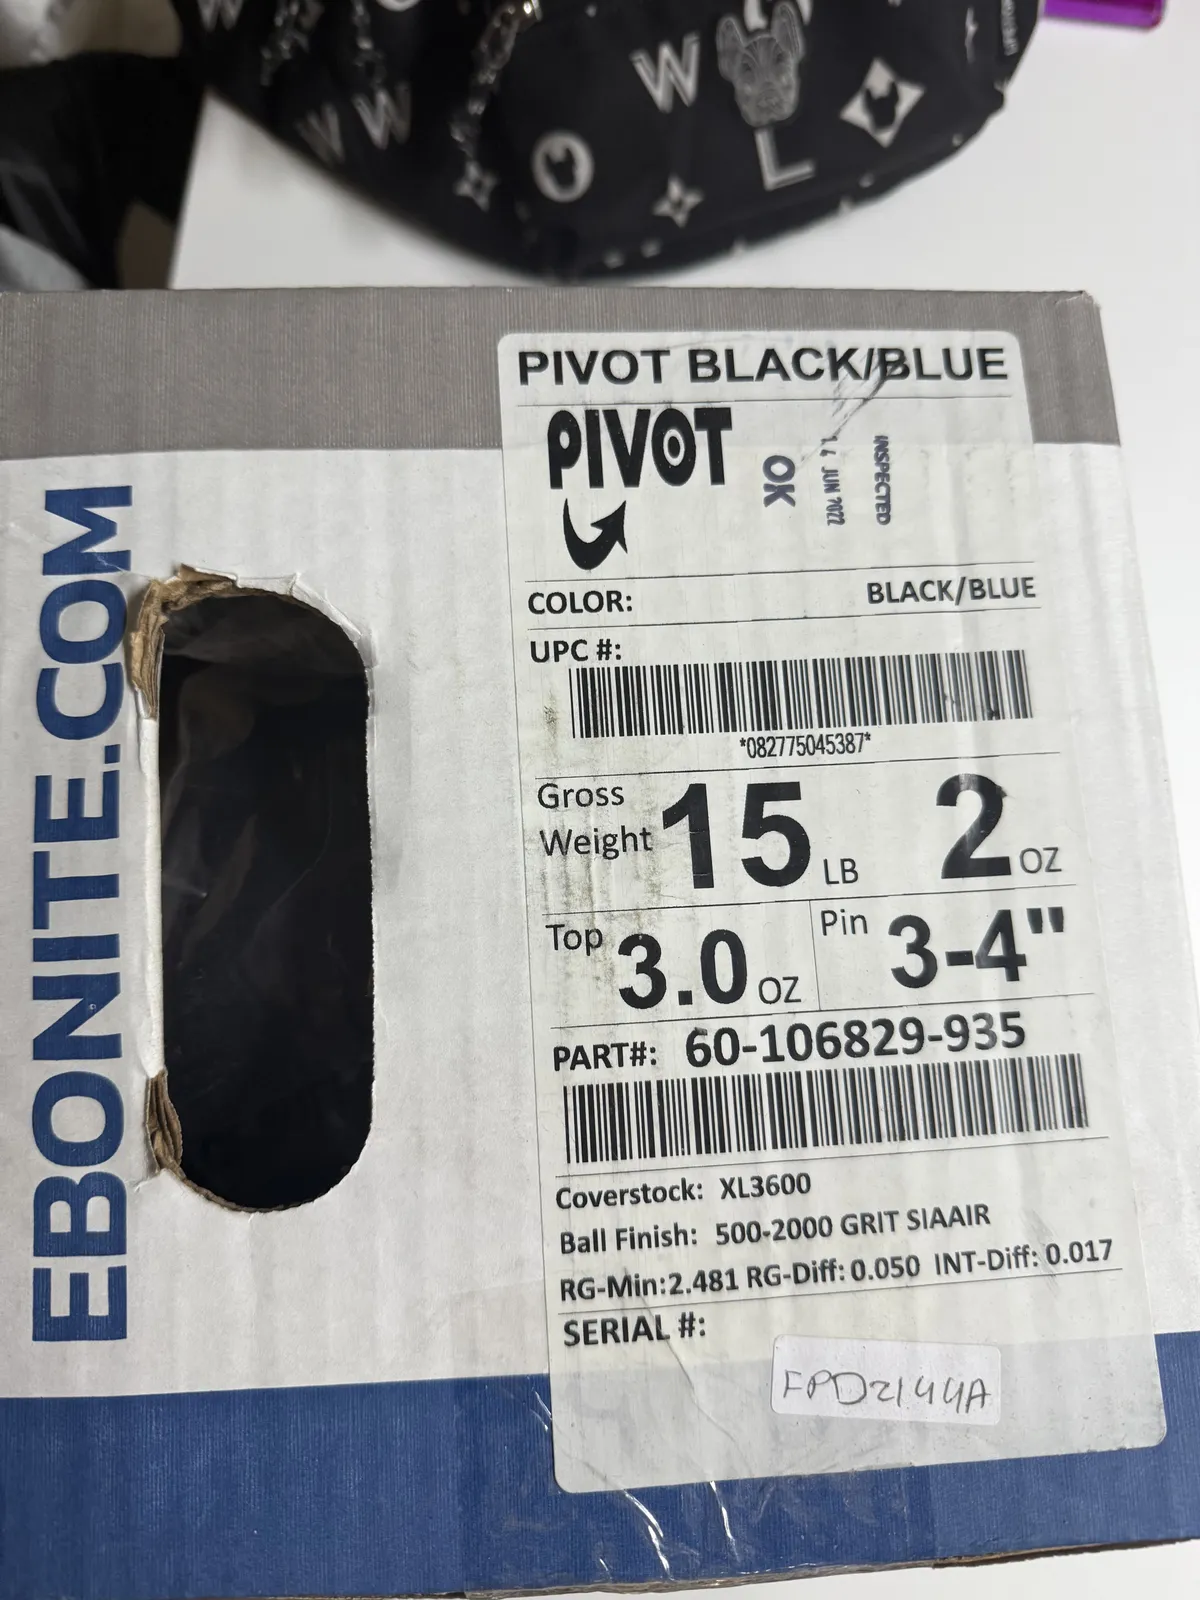 W
W
W
W
O
L
EBONITE.COM
PIVOT BLACK/BLUE
PIVOT
OK
14 JUN 2022
INSPECTED
COLOR: BLACK/BLUE
UPC #:
*082775045387*
Gross Weight 15 LB 2 OZ
Top 3.0 OZ Pin 3-4"
PART#: 60-106829-935
Coverstock: XL3600
Ball Finish: 500-2000 GRIT SIAAIR
RG-Min:2.481 RG-Diff: 0.050 INT-Diff: 0.017
SERIAL #:
FPD2144A